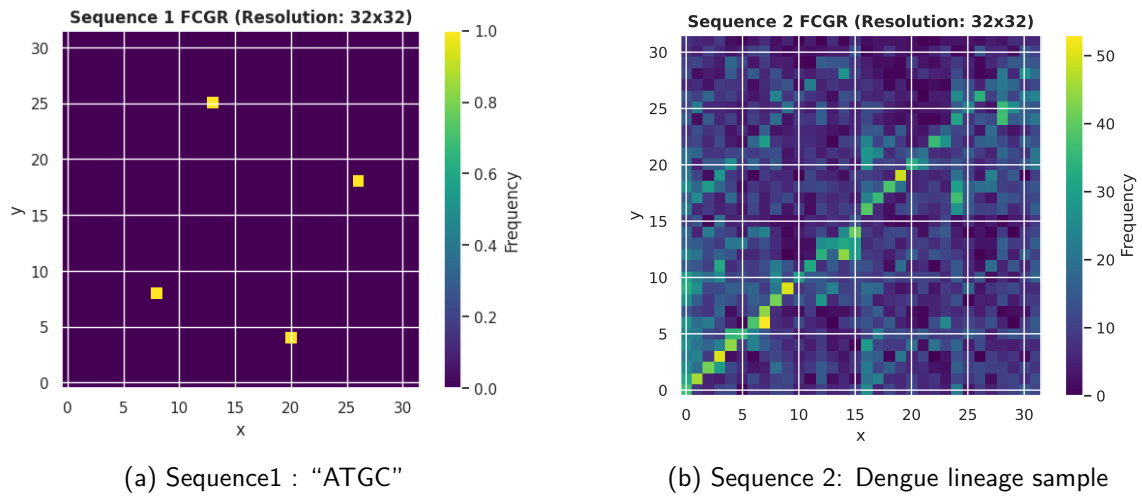 Sequence 1 FCGR (Resolution: 32x32)
30
25
20
15
10
5
0
y
0 5 10 15 20 25 30
x
1.0
0.8
0.6
0.4
0.2
0.0
Frequency
(a) Sequence1 : “ATGC”
Sequence 2 FCGR (Resolution: 32x32)
30
25
20
15
10
5
0
y
0 5 10 15 20 25 30
x
50
40
30
20
10
0
Frequency
(b) Sequence 2: Dengue lineage sample